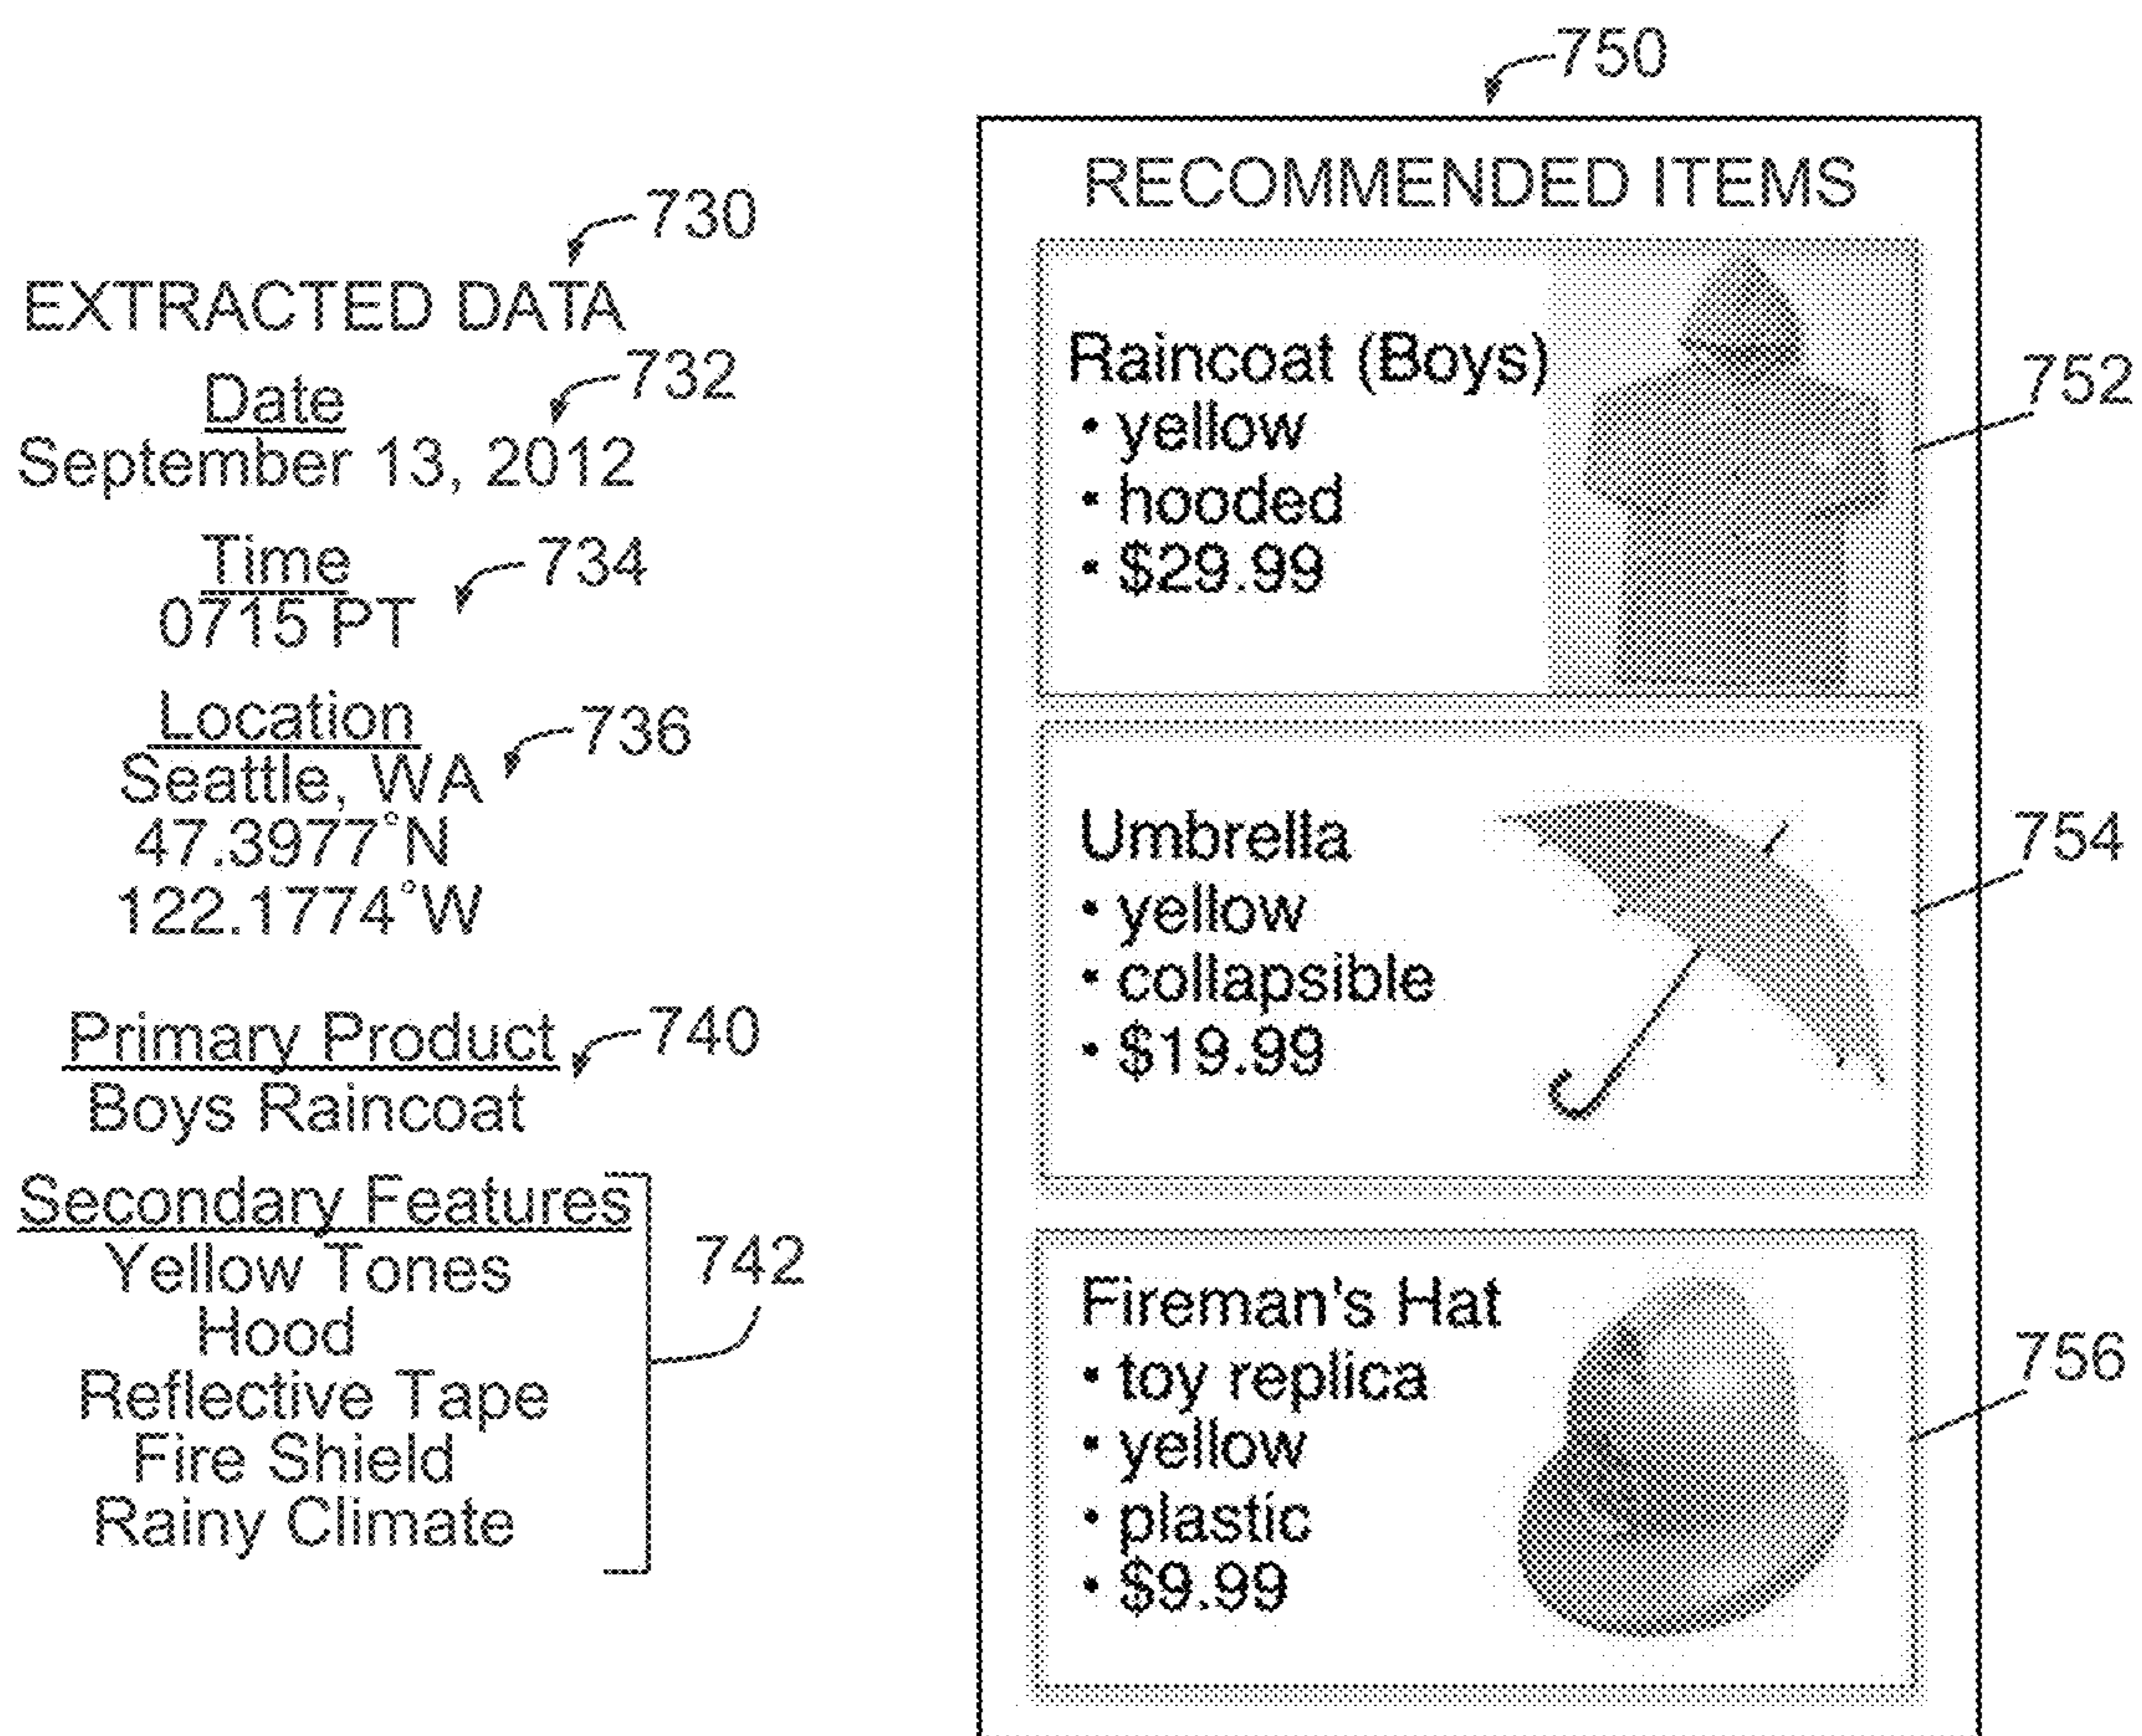 730
EXTRACTED DATA
732
Date
September 13, 2012
734
Time
0715 PT
736
Location
Seattle, WA
47.3977°N
122.1774°W
740
Primary Product
Boys Raincoat
Secondary Features
Yellow Tones
Hood
Reflective Tape
Fire Shield
Rainy Climate
742
750
RECOMMENDED ITEMS
Raincoat (Boys)
• yellow
• hooded
• $29.99
752
Umbrella
• yellow
• collapsible
• $19.99
754
Fireman's Hat
• toy replica
• yellow
• plastic
• $9.99
756